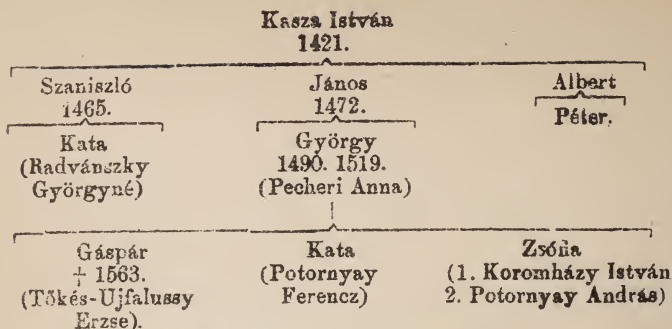 Kasza István
1421.
Szaniszló János Albert
1465. 1472. Péter.
Kata György
(Radvánszky 1490. 1519.
Györgyné) (Pecheri Anna)
Gáspár Kata Zsófia
† 1563. (Potornyay (1. Koromházy István
(Tőkés-Ujfalussy Ferencz) 2. Potornyay András)
Erzse).